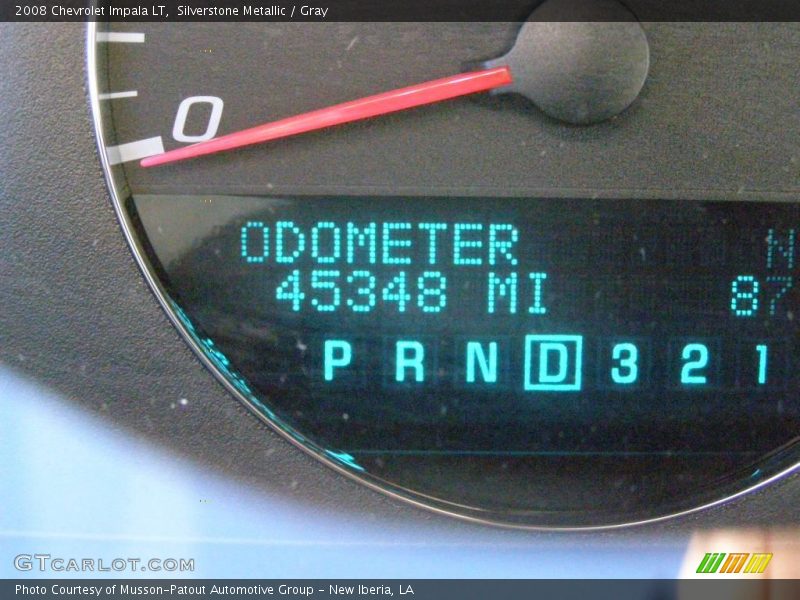 2008 Chevrolet Impala LT,  Silverstone Metallic / Gray
0
ODOMETER N
45348 MI 87
P R N D 3 2 1
GTCARLOT.COM
Photo Courtesy of Musson-Patout Automotive Group - New Iberia, LA